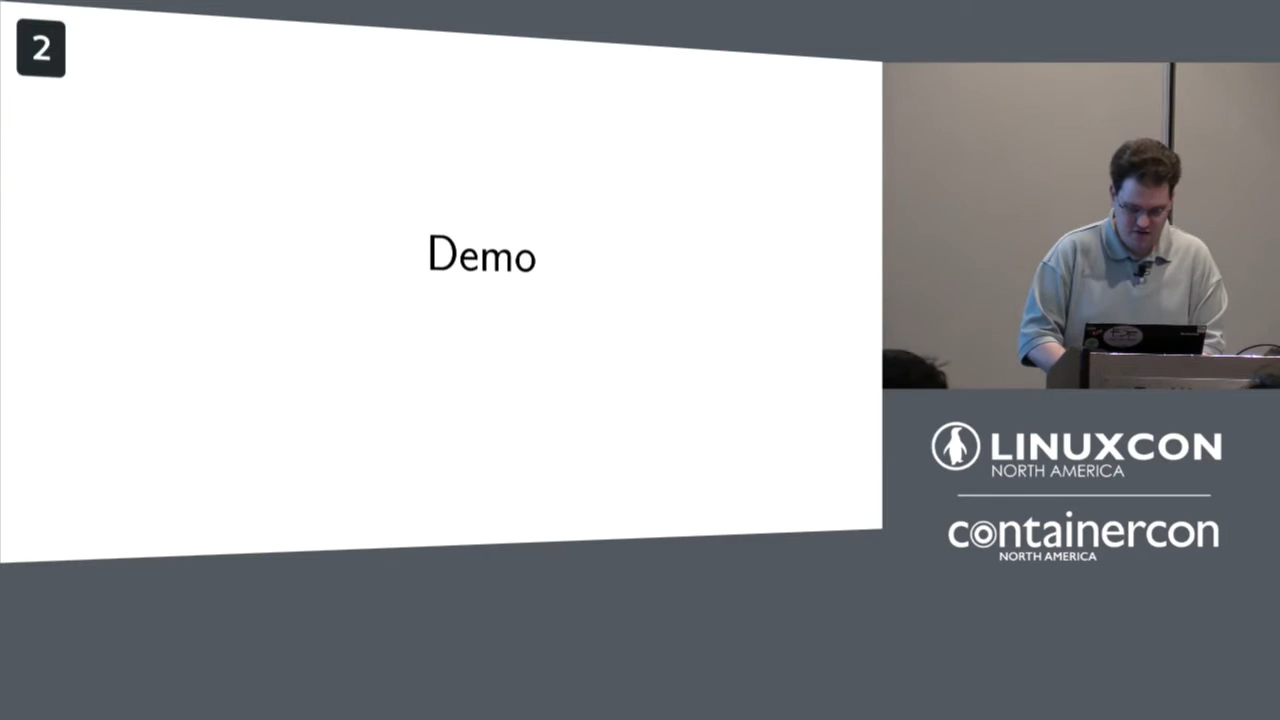 2
Demo
LINUXCON
NORTH AMERICA
containercon
NORTH AMERICA